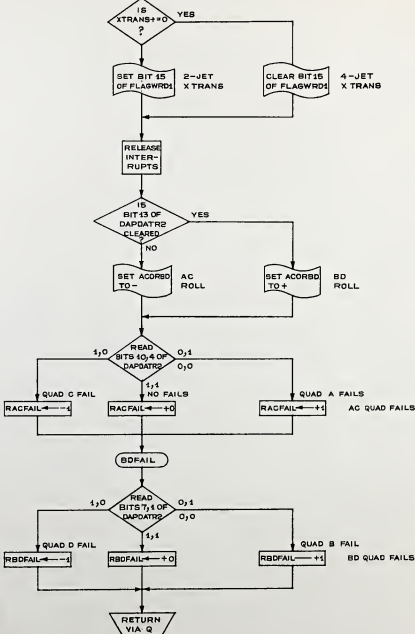 IS
XTRANS+=0
?
YES
SET BIT 15
OF FLAGWRD1
2-JET
X TRANS
CLEAR BIT15
OF FLAGWRD1
4-JET
X TRANS
RELEASE
INTER-
RUPTS
IS
BIT 13 OF
DAPDATR2
CLEARED
?
YES
NO
SET ACORBD
TO -
AC
ROLL
SET ACORBD
TO +
BD
ROLL
READ
BITS 10,4 OF
DAPDATR2
1,0
0,1
0,0
1,1
QUAD C FAIL
NO FAILS
QUAD A FAILS
RACFAIL -1
RACFAIL +0
RACFAIL +1
AC QUAD FAILS
BDFAIL
READ
BITS 7,1 OF
DAPDATR2
1,0
0,1
0,0
1,1
QUAD D FAIL
QUAD B FAIL
RBDFAIL -1
RBDFAIL +0
RBDFAIL +1
BD QUAD FAILS
RETURN
VIA Q